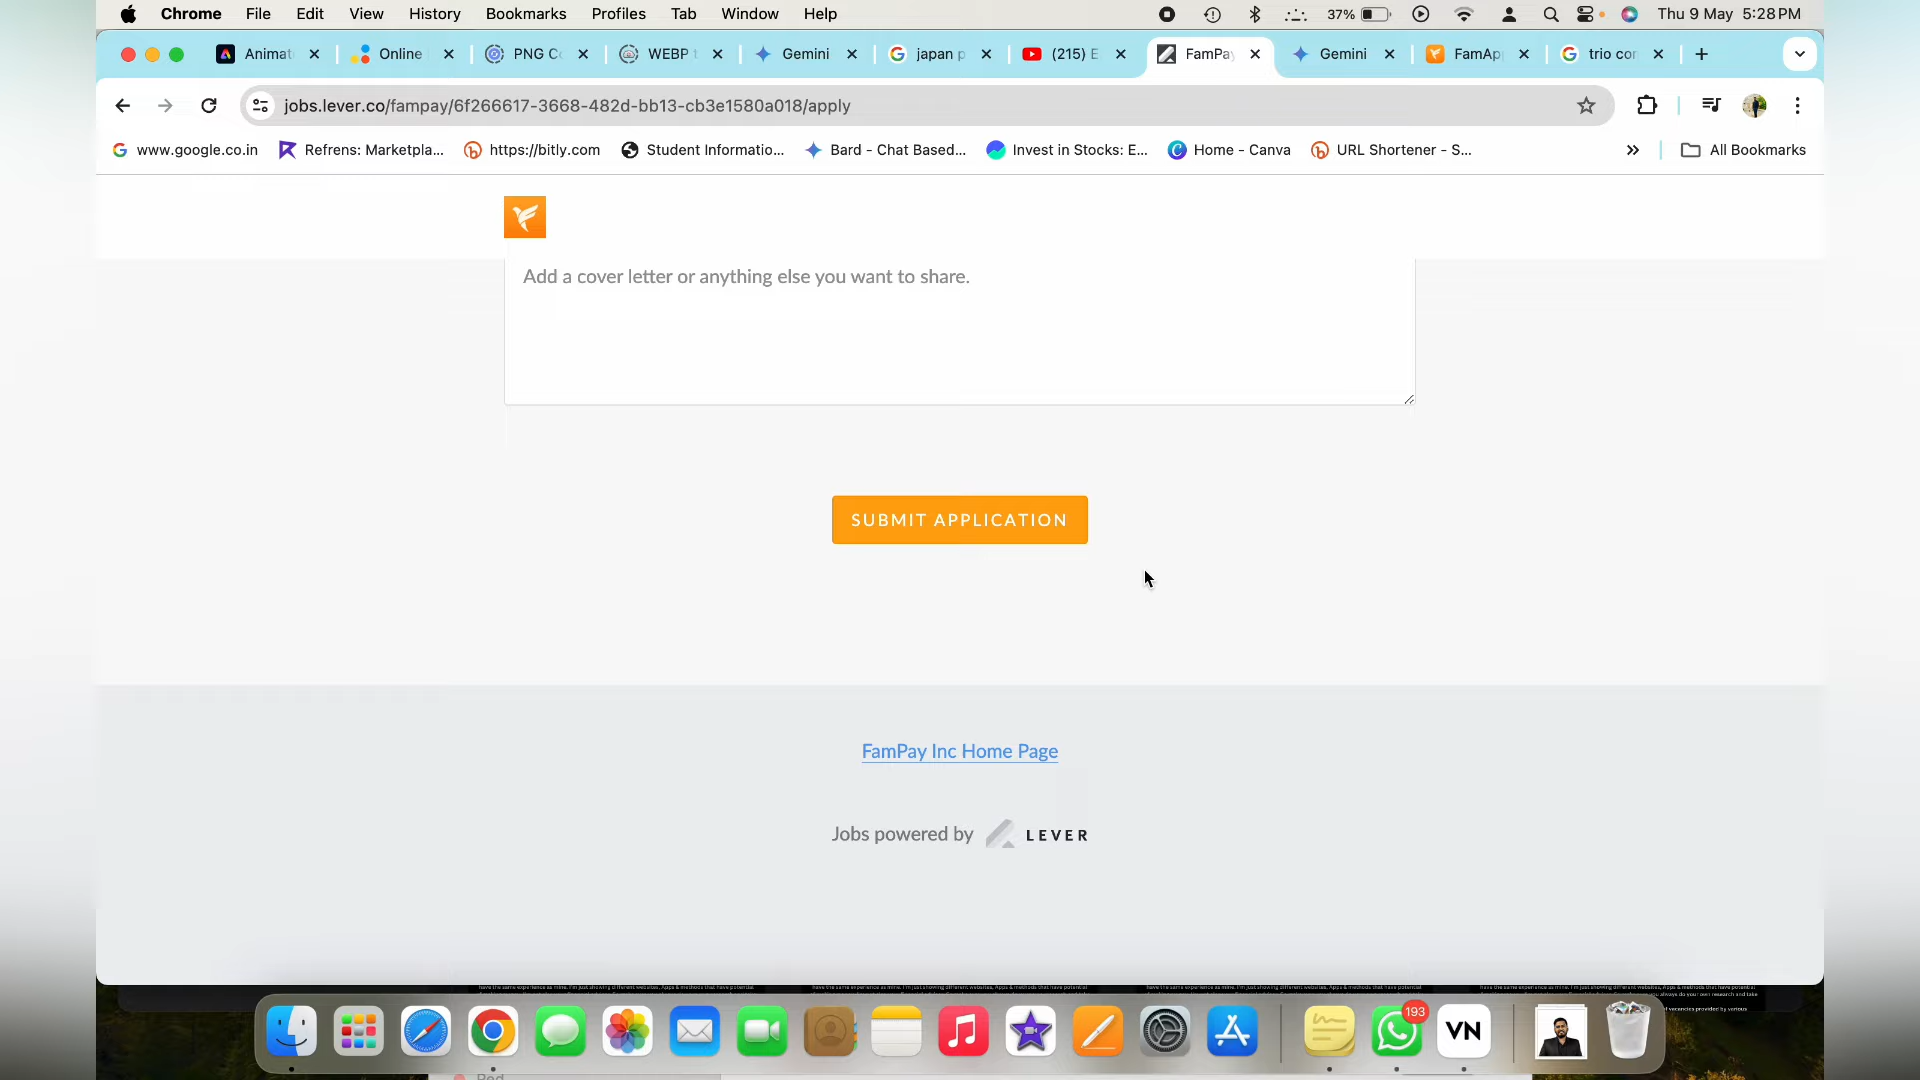 Chrome File Edit View History Bookmarks Profiles Tab Window Help 37% Thu 9 May 5:28 PM
Animat Online PNG Co WEBP t Gemini japan p (215) E FamPay Gemini FamAp trio cor
jobs.lever.co/fampay/6f266617-3668-482d-bb13-cb3e1580a018/apply
www.google.co.in Refrens: Marketpla... https://bitly.com Student Informatio... Bard - Chat Based... Invest in Stocks: E... Home - Canva URL Shortener - S... » All Bookmarks
Add a cover letter or anything else you want to share.
SUBMIT APPLICATION
FamPay Inc Home Page
Jobs powered by LEVER
193
VN